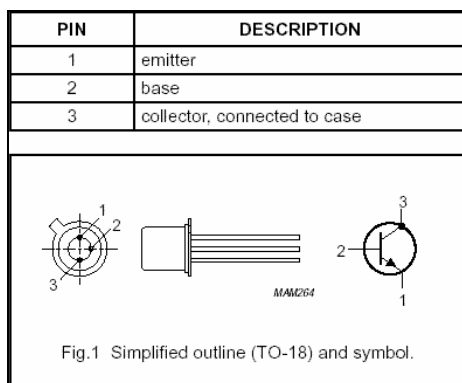 PIN DESCRIPTION
1 emitter
2 base
3 collector, connected to case
1
2
3
3
2
1
MAM264
Fig.1 Simplified outline (TO-18) and symbol.